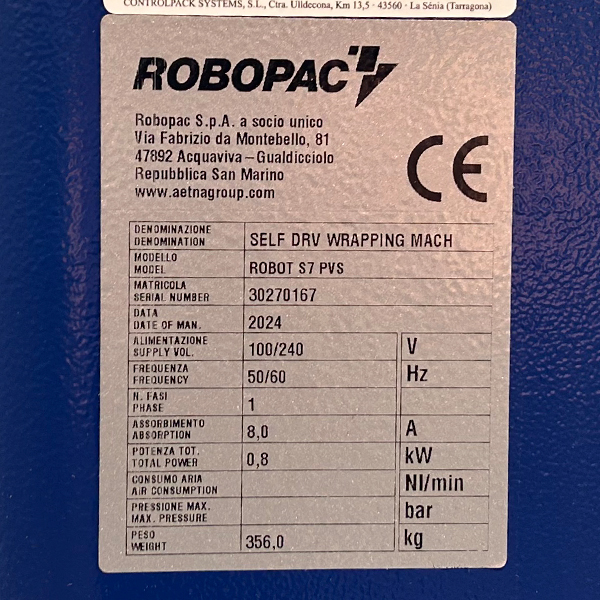 CONTROLPACK SYSTEMS, S.L., Ctra. Ulldecona, Km 13,5 · 43560 · La Sénia (Tarragona)
ROBOPAC
Robopac S.p.A. a socio unico
Via Fabrizio da Montebello, 81
47892 Acquaviva – Gualdicciolo
Repubblica San Marino
www.aetnagroup.com
CE
DENOMINAZIONE
DENOMINATION SELF DRV WRAPPING MACH
MODELLO
MODEL ROBOT S7 PVS
MATRICOLA
SERIAL NUMBER 30270167
DATA
DATE OF MAN. 2024
ALIMENTAZIONE
SUPPLY VOL. 100/240 V
FREQUENZA
FREQUENCY 50/60 Hz
N. FASI
PHASE 1
ASSORBIMENTO
ABSORPTION 8,0 A
POTENZA TOT.
TOTAL POWER 0,8 kW
CONSUMO ARIA
AIR CONSUMPTION Nl/min
PRESSIONE MAX.
MAX. PRESSURE bar
PESO
WEIGHT 356,0 kg